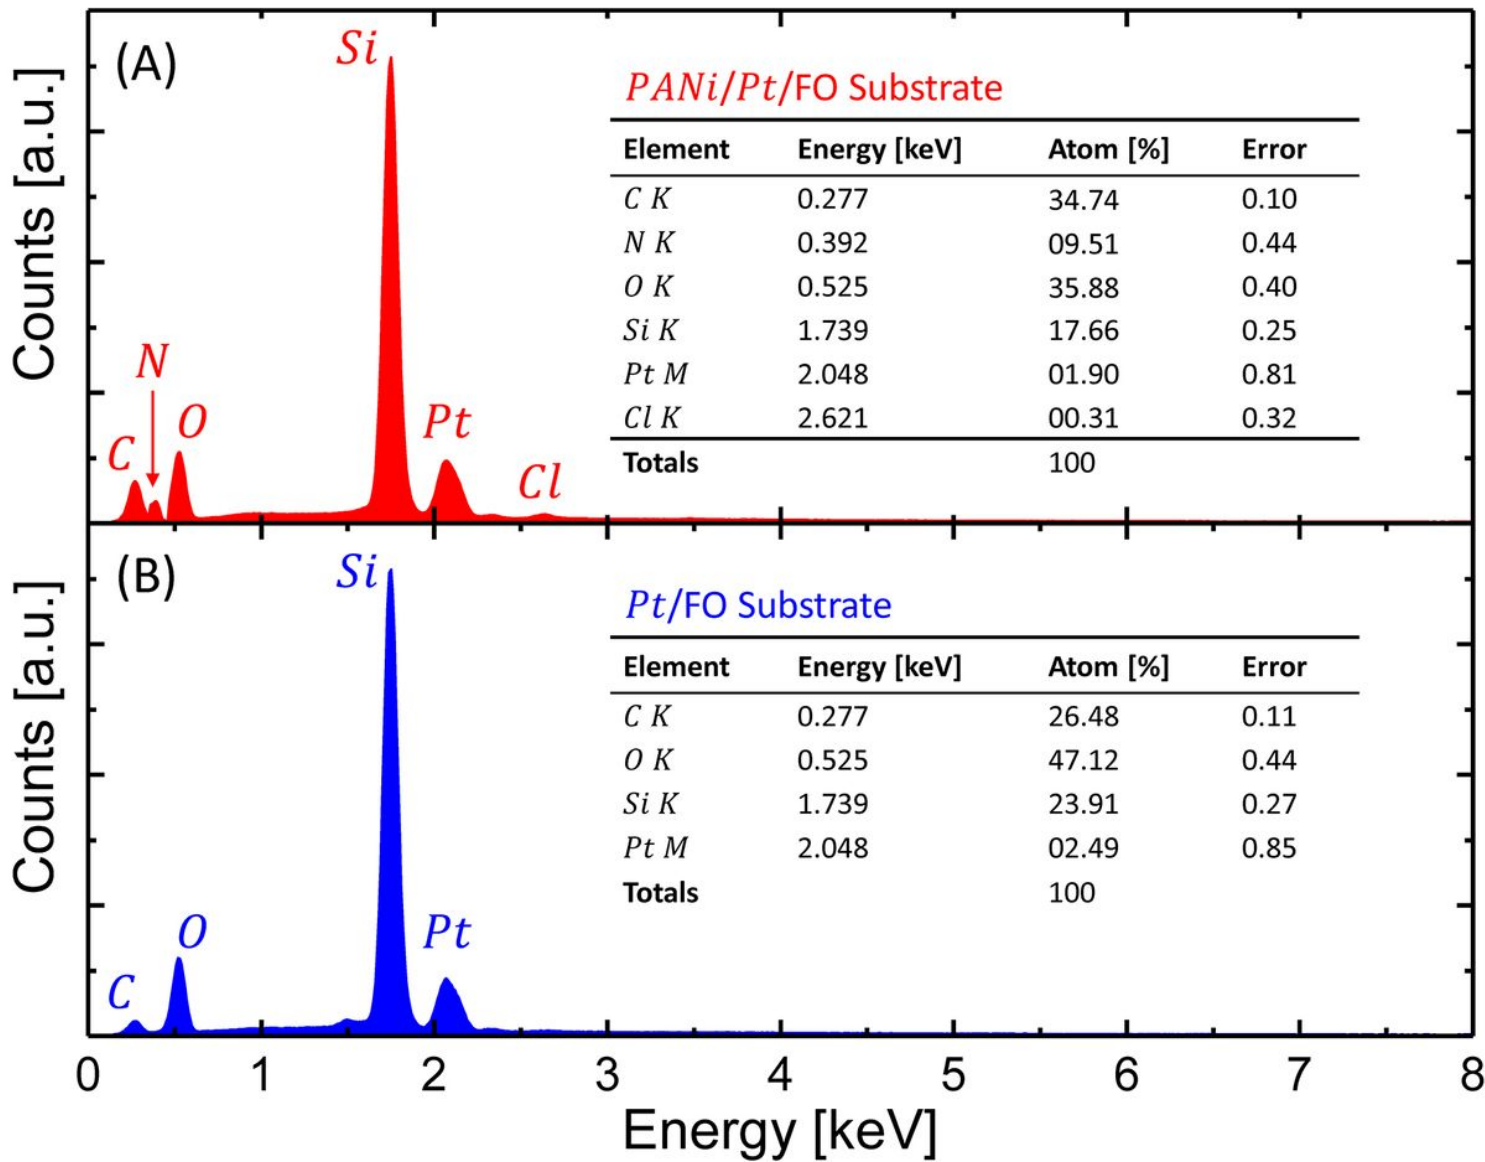 (A)
Si
PANi/Pt/FO Substrate
Element Energy [keV] Atom [%] Error
C K 0.277 34.74 0.10
N K 0.392 09.51 0.44
O K 0.525 35.88 0.40
Si K 1.739 17.66 0.25
Pt M 2.048 01.90 0.81
Cl K 2.621 00.31 0.32
Totals 100
N
C
O
Pt
Cl
Counts [a.u.]
(B)
Si
Pt/FO Substrate
Element Energy [keV] Atom [%] Error
C K 0.277 26.48 0.11
O K 0.525 47.12 0.44
Si K 1.739 23.91 0.27
Pt M 2.048 02.49 0.85
Totals 100
C
O
Pt
Counts [a.u.]
0 1 2 3 4 5 6 7 8
Energy [keV]